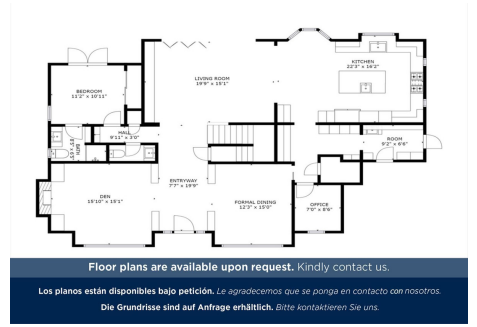 KITCHEN
22'3" x 16'2"
LIVING ROOM
19'9" x 15'1"
BEDROOM
11'2" x 10'11"
HALL
9'11" x 3'0"
BATH
ROOM
9'2" x 6'6"
ENTRYWAY
7'7" x 19'9"
DEN
15'10" x 15'1"
FORMAL DINING
12'3" x 15'0"
OFFICE
7'0" x 8'6"
Floor plans are available upon request. Kindly contact us.
Los planos están disponibles bajo petición. Le agradecemos que se ponga en contacto con nosotros.
Die Grundrisse sind auf Anfrage erhältlich. Bitte kontaktieren Sie uns.